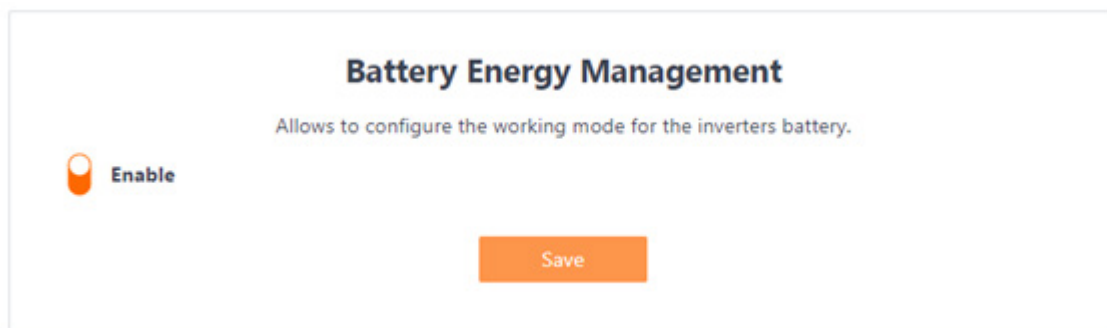 Battery Energy Management
Allows to configure the working mode for the inverters battery.
Enable
Save